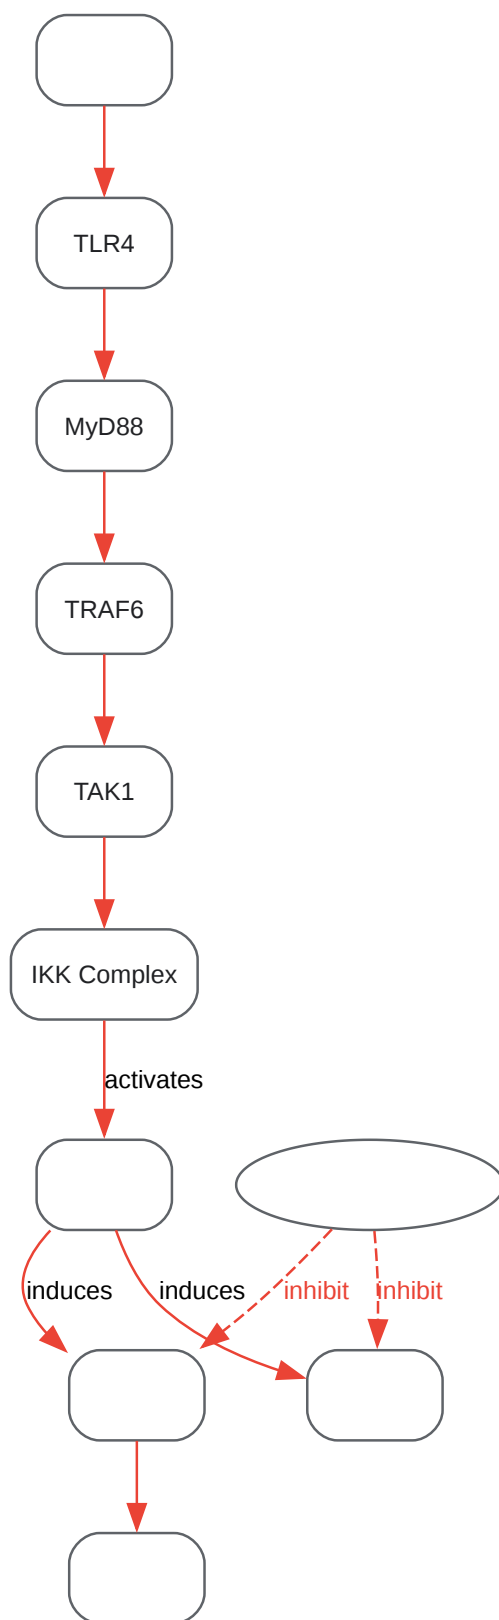 TLR4
MyD88
TRAF6
TAK1
IKK Complex
activates
induces
induces
inhibit
inhibit